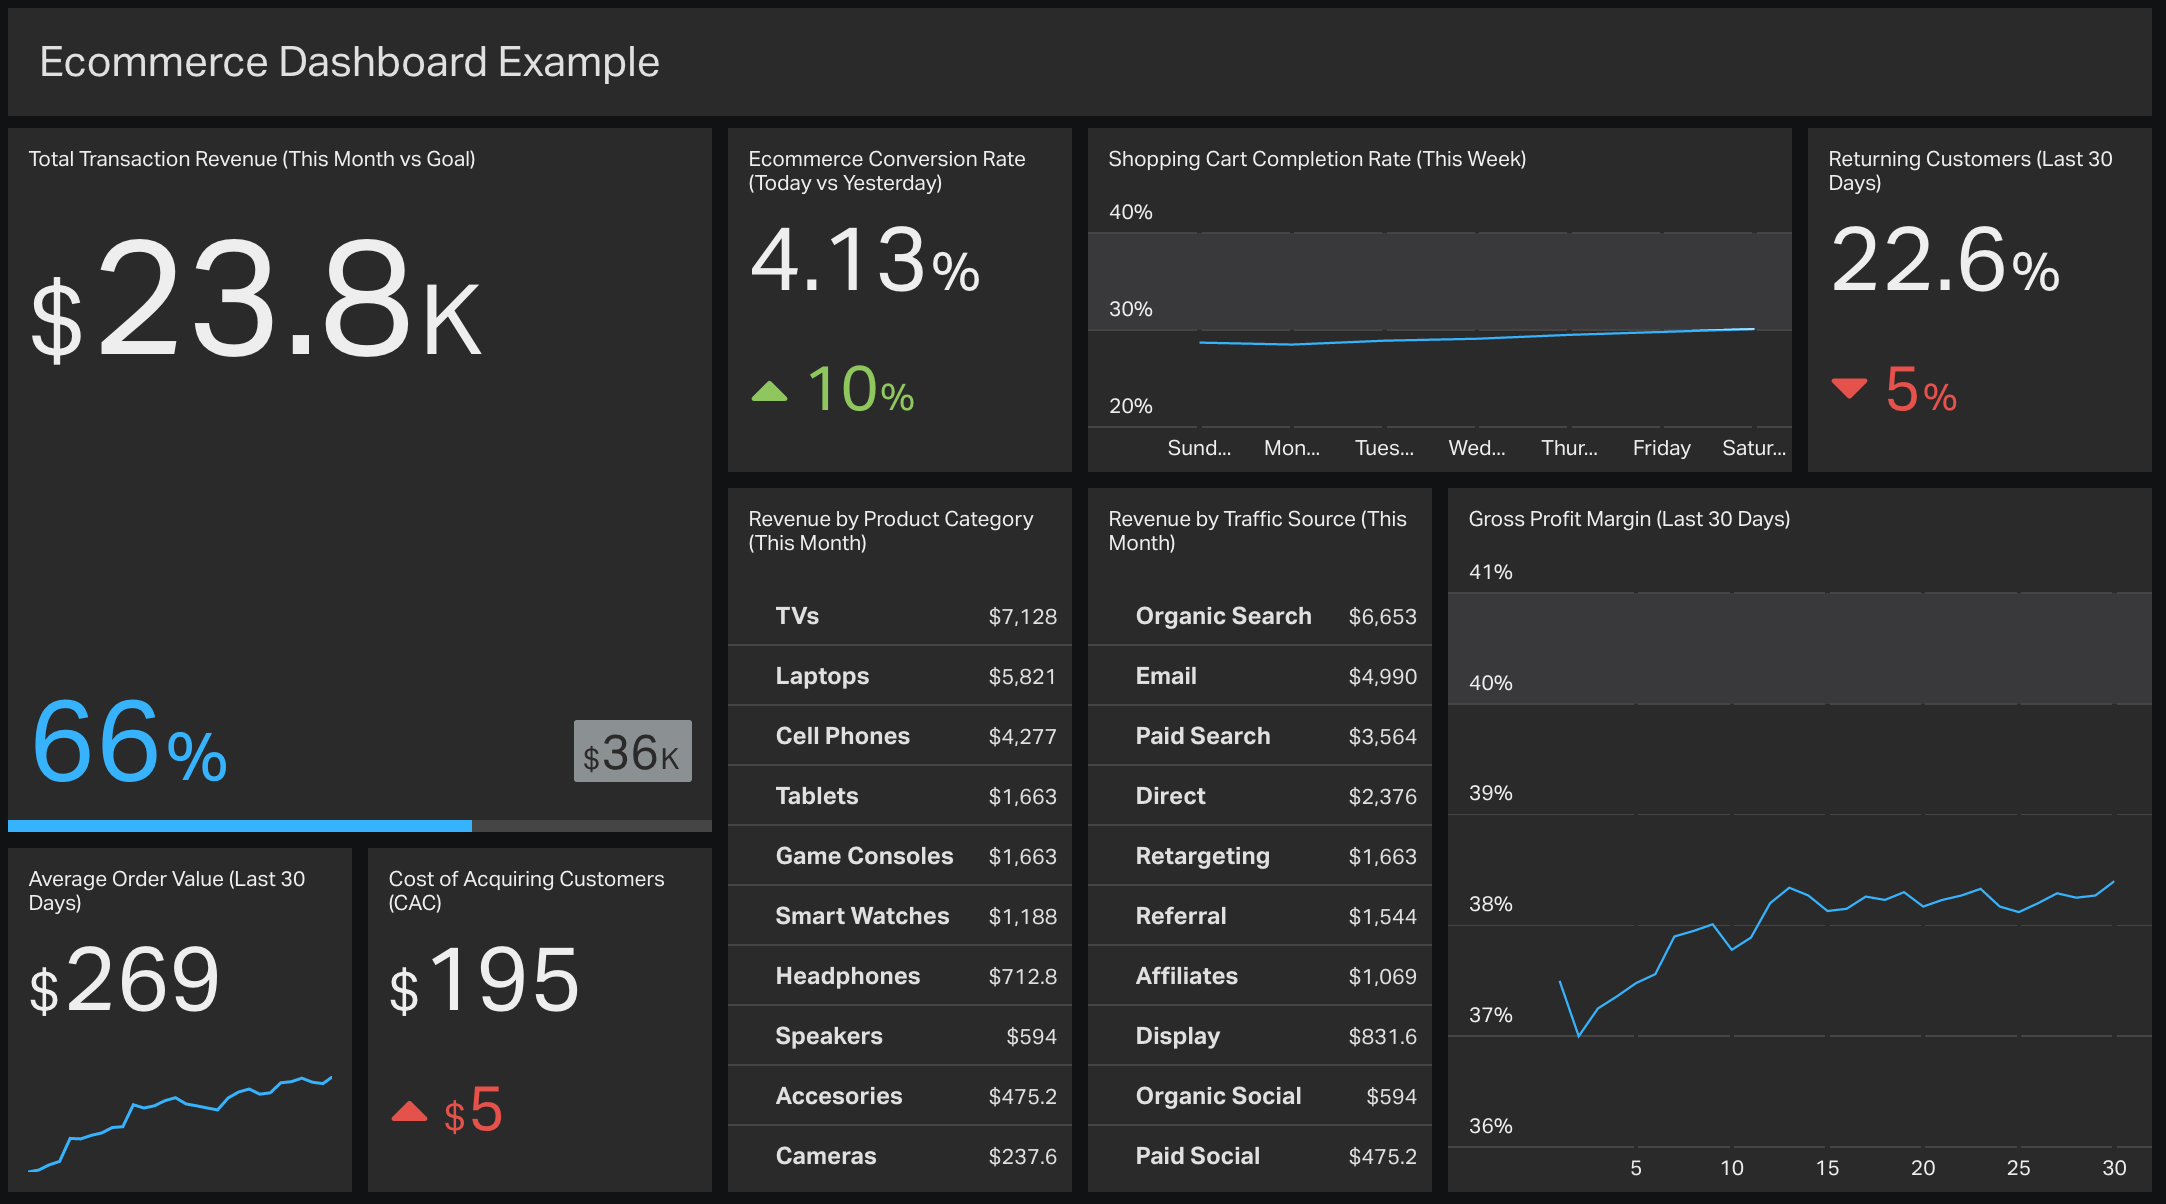 Ecommerce Dashboard Example
Total Transaction Revenue (This Month vs Goal)
$23.8K
66%
$36K
Ecommerce Conversion Rate
(Today vs Yesterday)
4.13%
10%
Shopping Cart Completion Rate (This Week)
40%
30%
20%
Sund... Mon... Tues... Wed... Thur... Friday Satur...
Returning Customers (Last 30
Days)
22.6%
5%
Average Order Value (Last 30
Days)
$269
Cost of Acquiring Customers
(CAC)
$195
$5
Revenue by Product Category
(This Month)
TVs $7,128
Laptops $5,821
Cell Phones $4,277
Tablets $1,663
Game Consoles $1,663
Smart Watches $1,188
Headphones $712.8
Speakers $594
Accesories $475.2
Cameras $237.6
Revenue by Traffic Source (This
Month)
Organic Search $6,653
Email $4,990
Paid Search $3,564
Direct $2,376
Retargeting $1,663
Referral $1,544
Affiliates $1,069
Display $831.6
Organic Social $594
Paid Social $475.2
Gross Profit Margin (Last 30 Days)
41%
40%
39%
38%
37%
36%
5 10 15 20 25 30